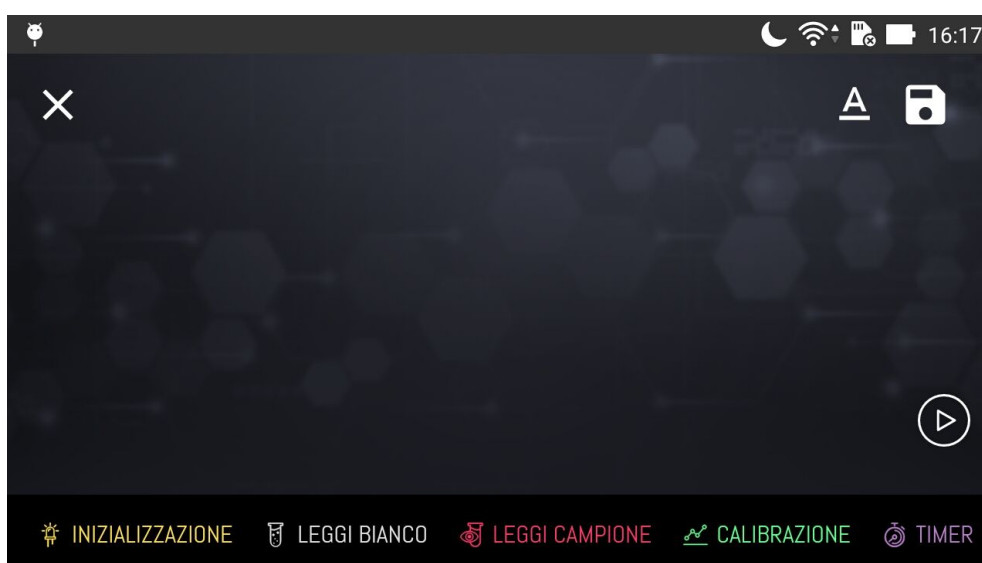 16:17
A
INIZIALIZZAZIONE LEGGI BIANCO LEGGI CAMPIONE CALIBRAZIONE TIMER